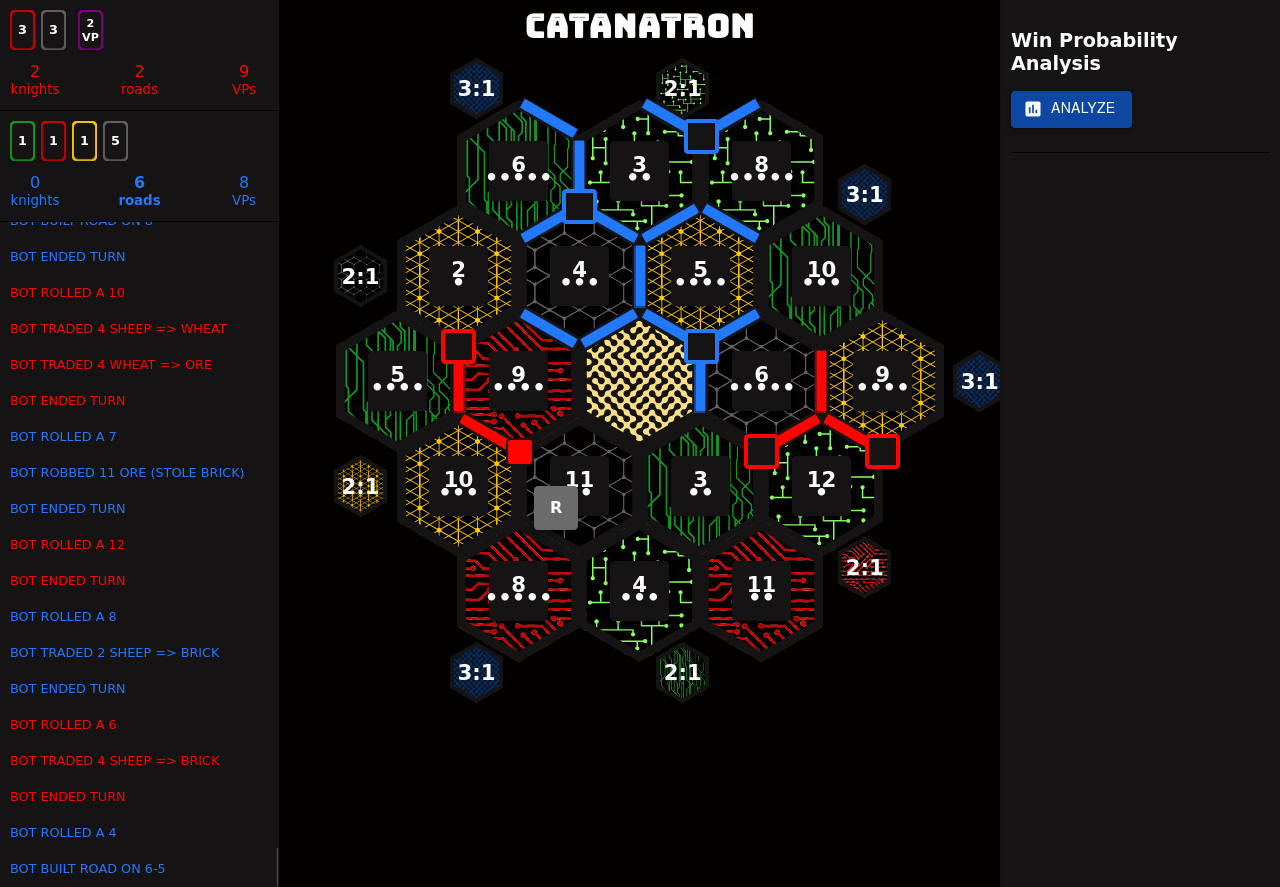 3 3 2 VP
2 2 9
knights roads VPs
1 1 1 5
0 6 8
knights roads VPs
BOT ENDED TURN
BOT ROLLED A 10
BOT TRADED 4 SHEEP => WHEAT
BOT TRADED 4 WHEAT => ORE
BOT ENDED TURN
BOT ROLLED A 7
BOT ROBBED 11 ORE (STOLE BRICK)
BOT ENDED TURN
BOT ROLLED A 12
BOT ENDED TURN
BOT ROLLED A 8
BOT TRADED 2 SHEEP => BRICK
BOT ENDED TURN
BOT ROLLED A 6
BOT TRADED 4 SHEEP => BRICK
BOT ENDED TURN
BOT ROLLED A 4
BOT BUILT ROAD ON 6-5
CATANATRON
3:1 2:1
6 3 8
3:1
2:1 2 4 5 10
5 9 6 9 3:1
2:1 10 11 3 12
R
2:1
8 4 11
3:1 2:1
Win Probability
Analysis
ANALYZE